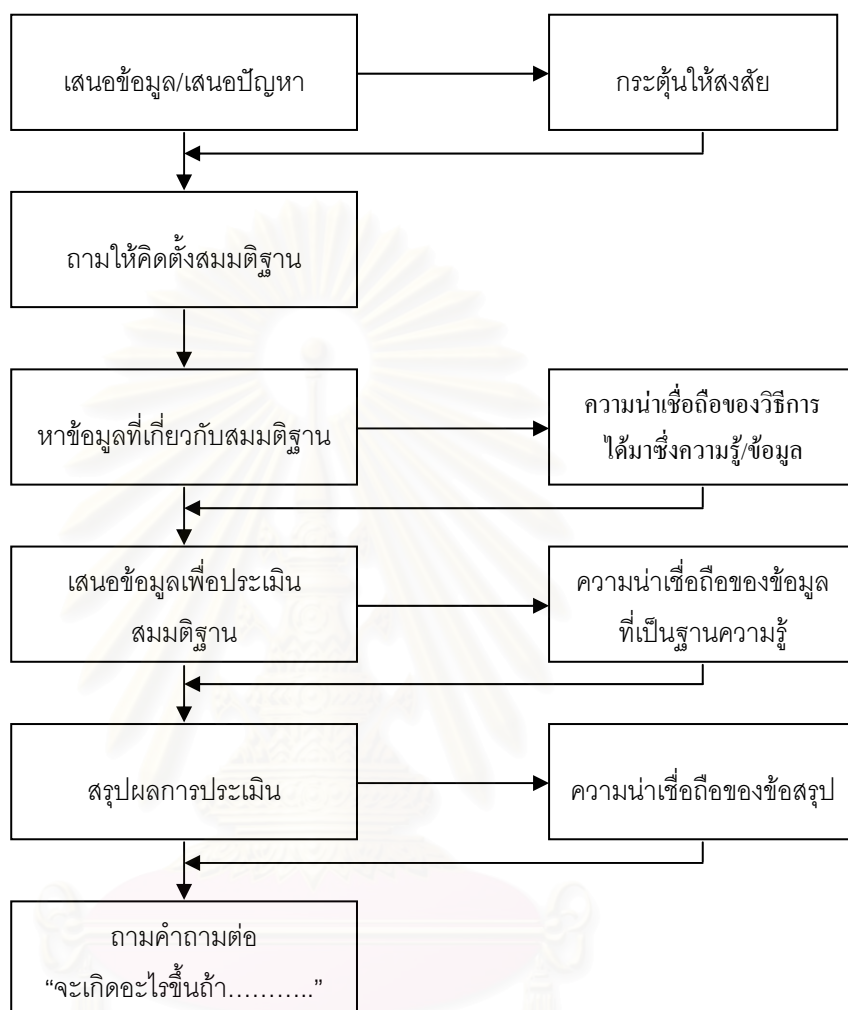 เสนอข้อมูล/เสนอปัญหา
กระตุ้นให้สงสัย
ถามให้คิดตั้งสมมติฐาน
หาข้อมูลที่เกี่ยวกับสมมติฐาน
ความน่าเชื่อถือของวิธีการ
ได้มาซึ่งความรู้/ข้อมูล
เสนอข้อมูลเพื่อประเมิน
สมมติฐาน
ความน่าเชื่อถือของข้อมูล
ที่เป็นฐานความรู้
สรุปผลการประเมิน
ความน่าเชื่อถือของข้อสรุป
ถามคำถามต่อ
“จะเกิดอะไรขึ้นถ้า………..”